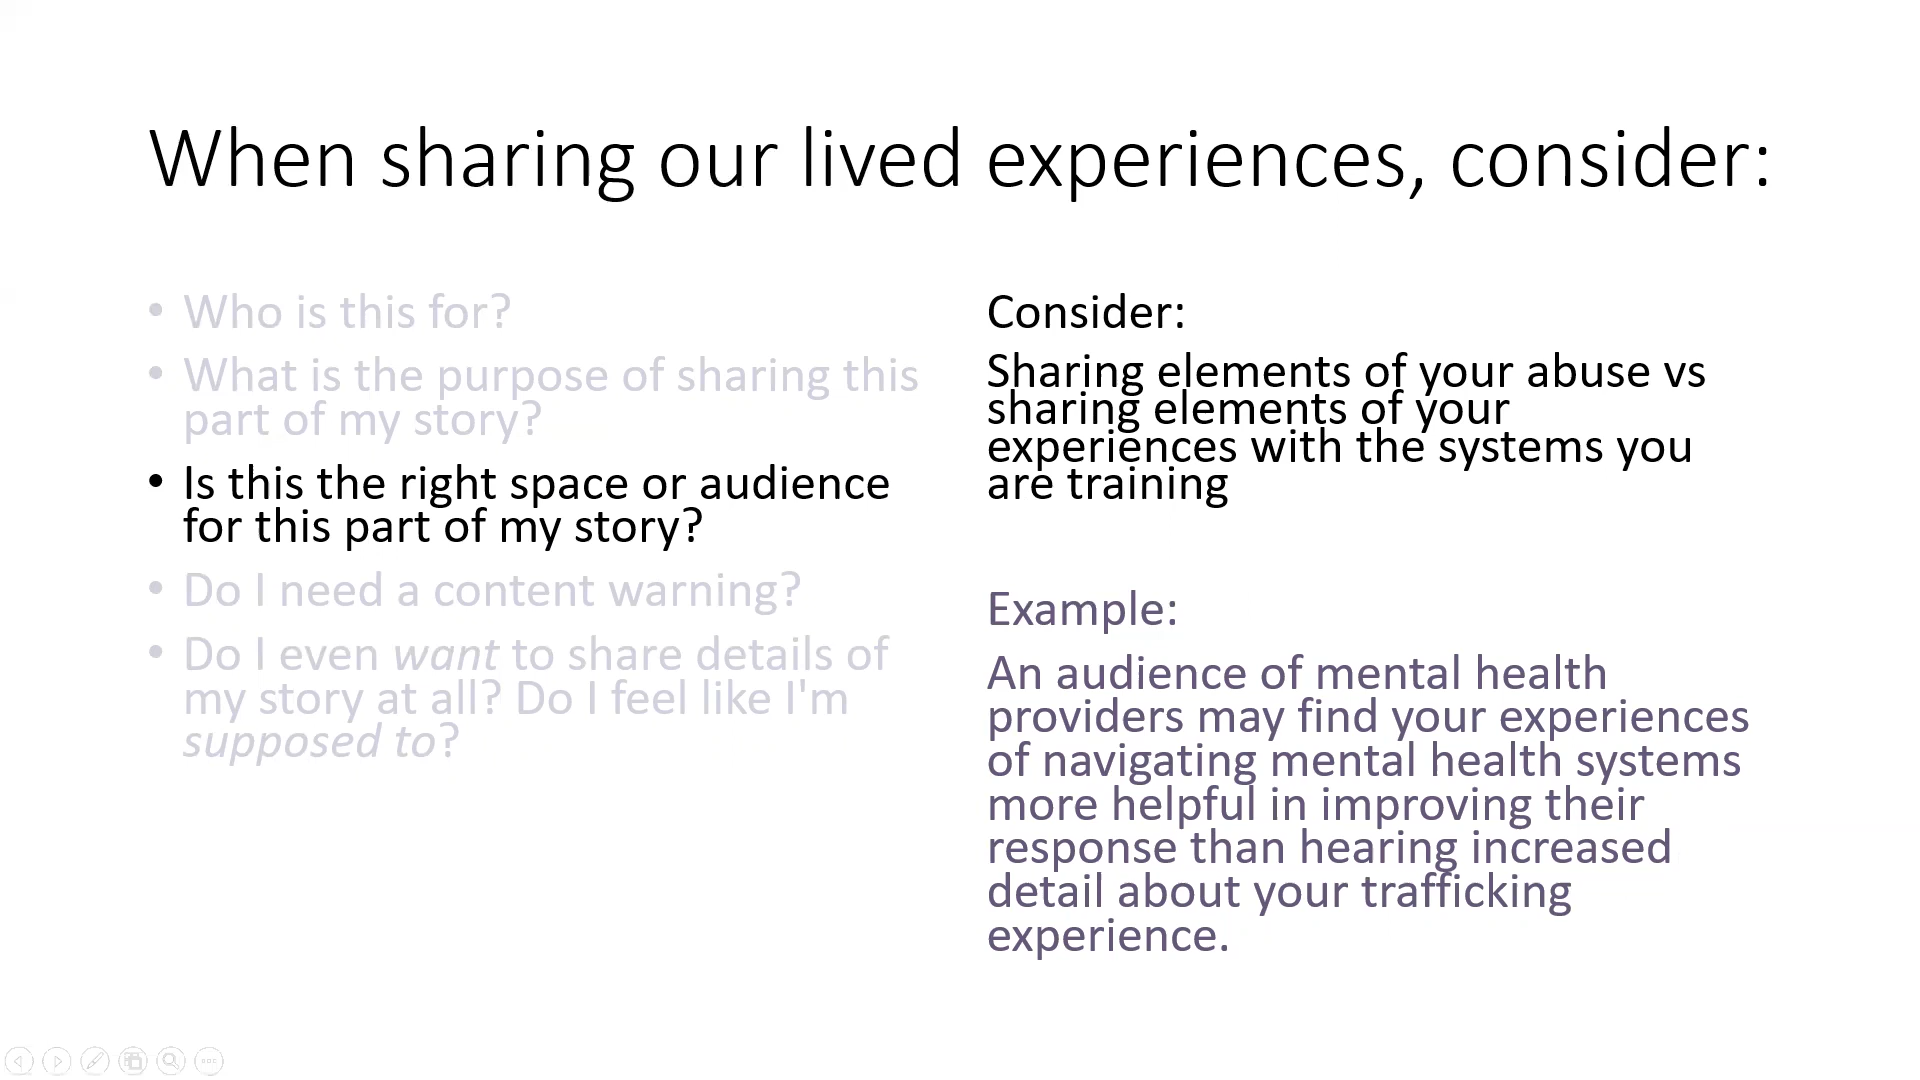 When sharing our lived experiences, consider:
• Who is this for?
• What is the purpose of sharing this
part of my story?
• Is this the right space or audience
for this part of my story?
• Do I need a content warning?
• Do I even want to share details of
my story at all? Do I feel like I'm
supposed to?
Consider:
Sharing elements of your abuse vs
sharing elements of your
experiences with the systems you
are training
Example:
An audience of mental health
providers may find your experiences
of navigating mental health systems
more helpful in improving their
response than hearing increased
detail about your trafficking
experience.